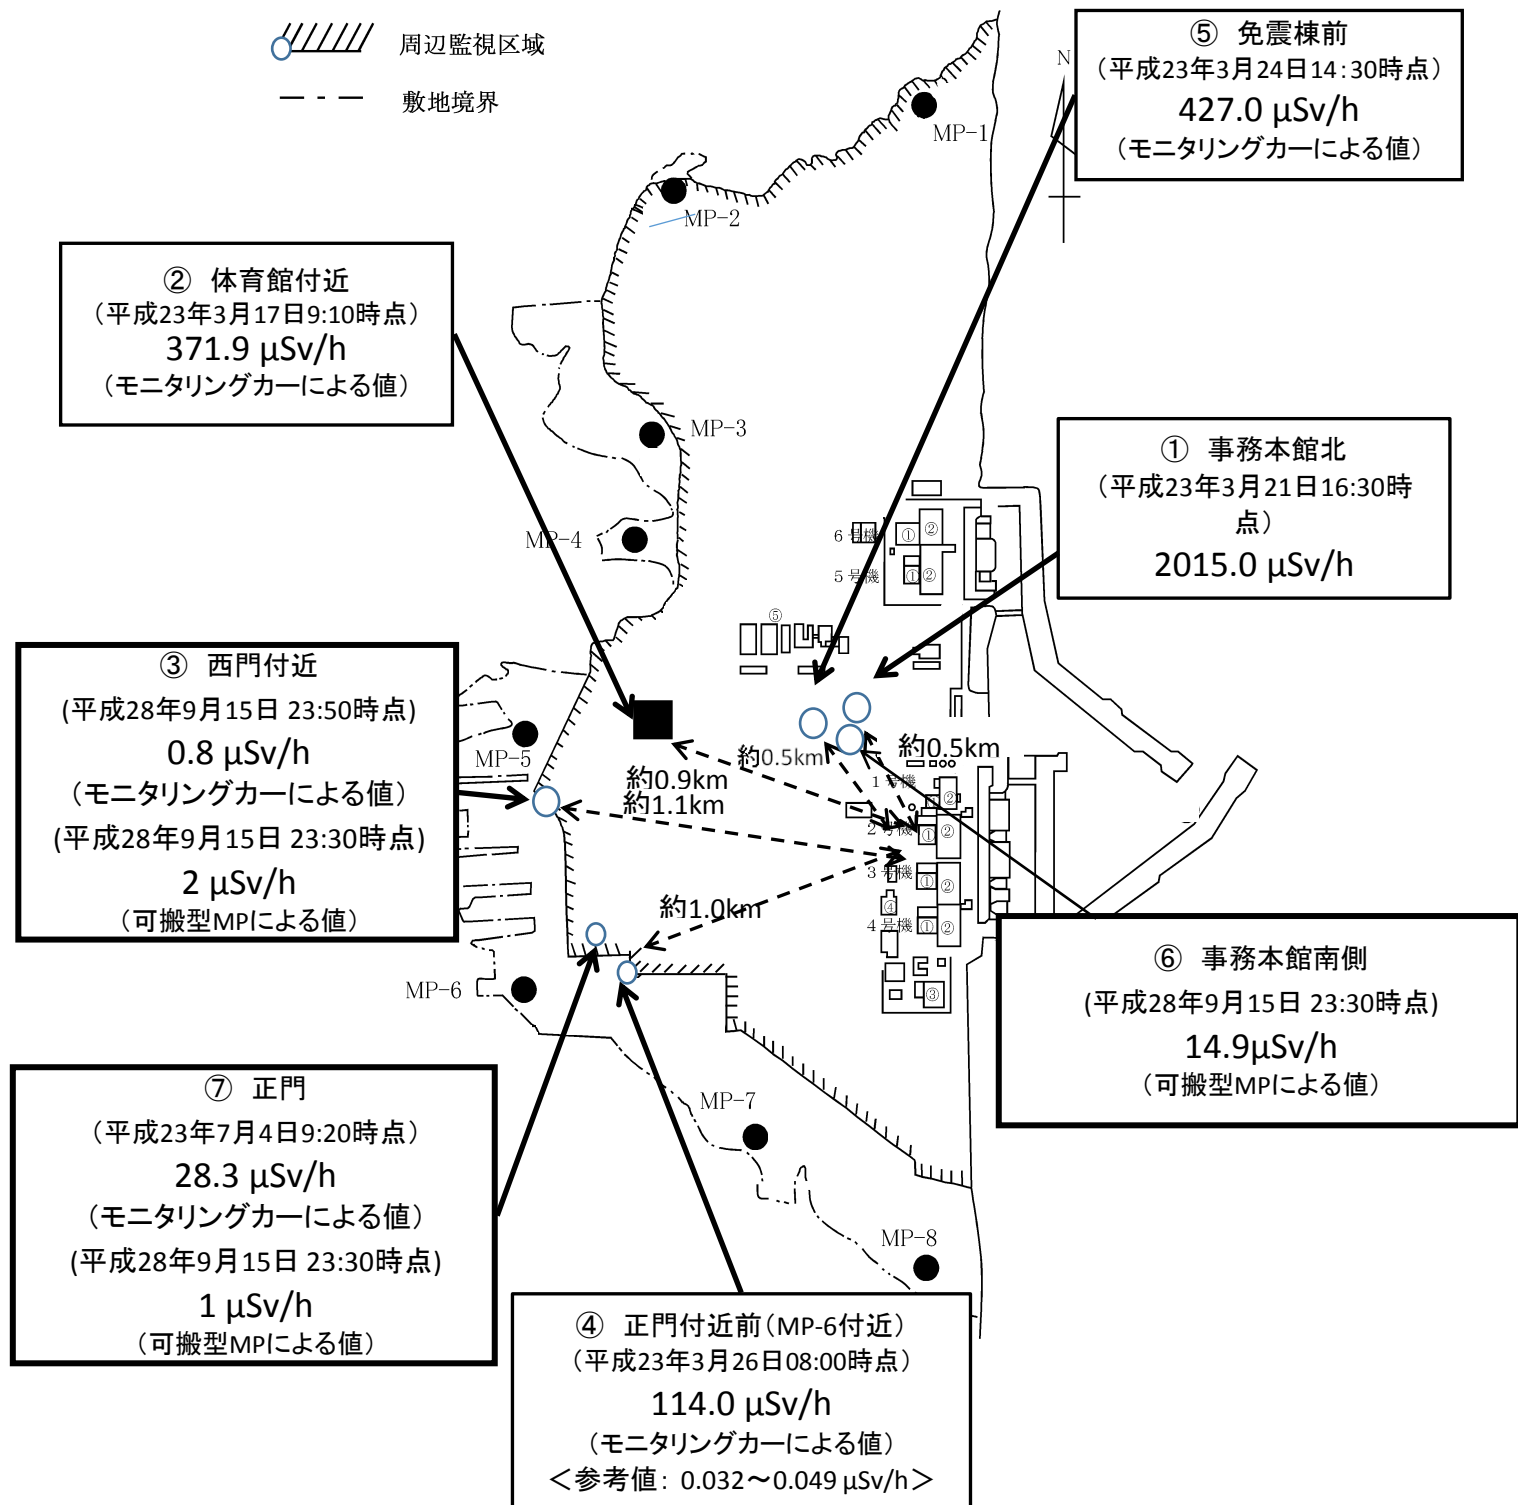 周辺監視区域
敷地境界
N
⑤ 免震棟前
（平成23年3月24日14:30時点）
427.0 µSv/h
（モニタリングカーによる値）
MP-1
MP-2
② 体育館付近
（平成23年3月17日9:10時点）
371.9 µSv/h
（モニタリングカーによる値）
MP-3
① 事務本館北
（平成23年3月21日16:30時
点）
2015.0 µSv/h
MP-4
6号機
①
②
5号機
①
②
⑤
③ 西門付近
(平成28年9月15日 23:50時点)
0.8 µSv/h
（モニタリングカーによる値）
(平成28年9月15日 23:30時点)
2 µSv/h
（可搬型MPによる値）
MP-5
約0.5km
約0.5km
約0.9km
約1.1km
1号機
①
②
2号機
①
②
3号機
①
②
④
約1.0km
4号機
①
②
③
MP-6
⑥ 事務本館南側
(平成28年9月15日 23:30時点)
14.9µSv/h
（可搬型MPによる値）
⑦ 正門
（平成23年7月4日9:20時点）
28.3 µSv/h
（モニタリングカーによる値）
(平成28年9月15日 23:30時点)
1 µSv/h
（可搬型MPによる値）
MP-7
MP-8
④ 正門付近前（MP-6付近）
（平成23年3月26日08:00時点）
114.0 µSv/h
（モニタリングカーによる値）
＜参考値: 0.032～0.049 µSv/h＞